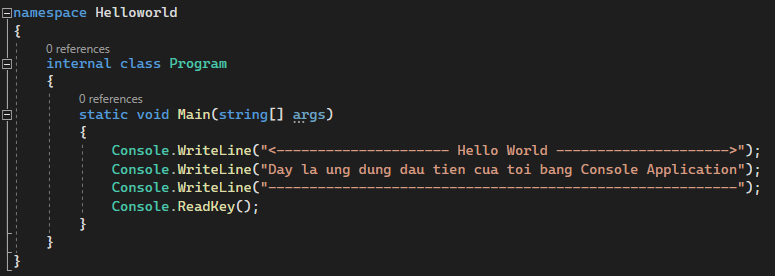 namespace Helloworld
{
0 references
internal class Program
{
0 references
static void Main(string[] args)
{
Console.WriteLine("<--------------------- Hello World --------------------->");
Console.WriteLine("Day la ung dung dau tien cua toi bang Console Application");
Console.WriteLine("---------------------------------------------------------");
Console.ReadKey();
}
}
}